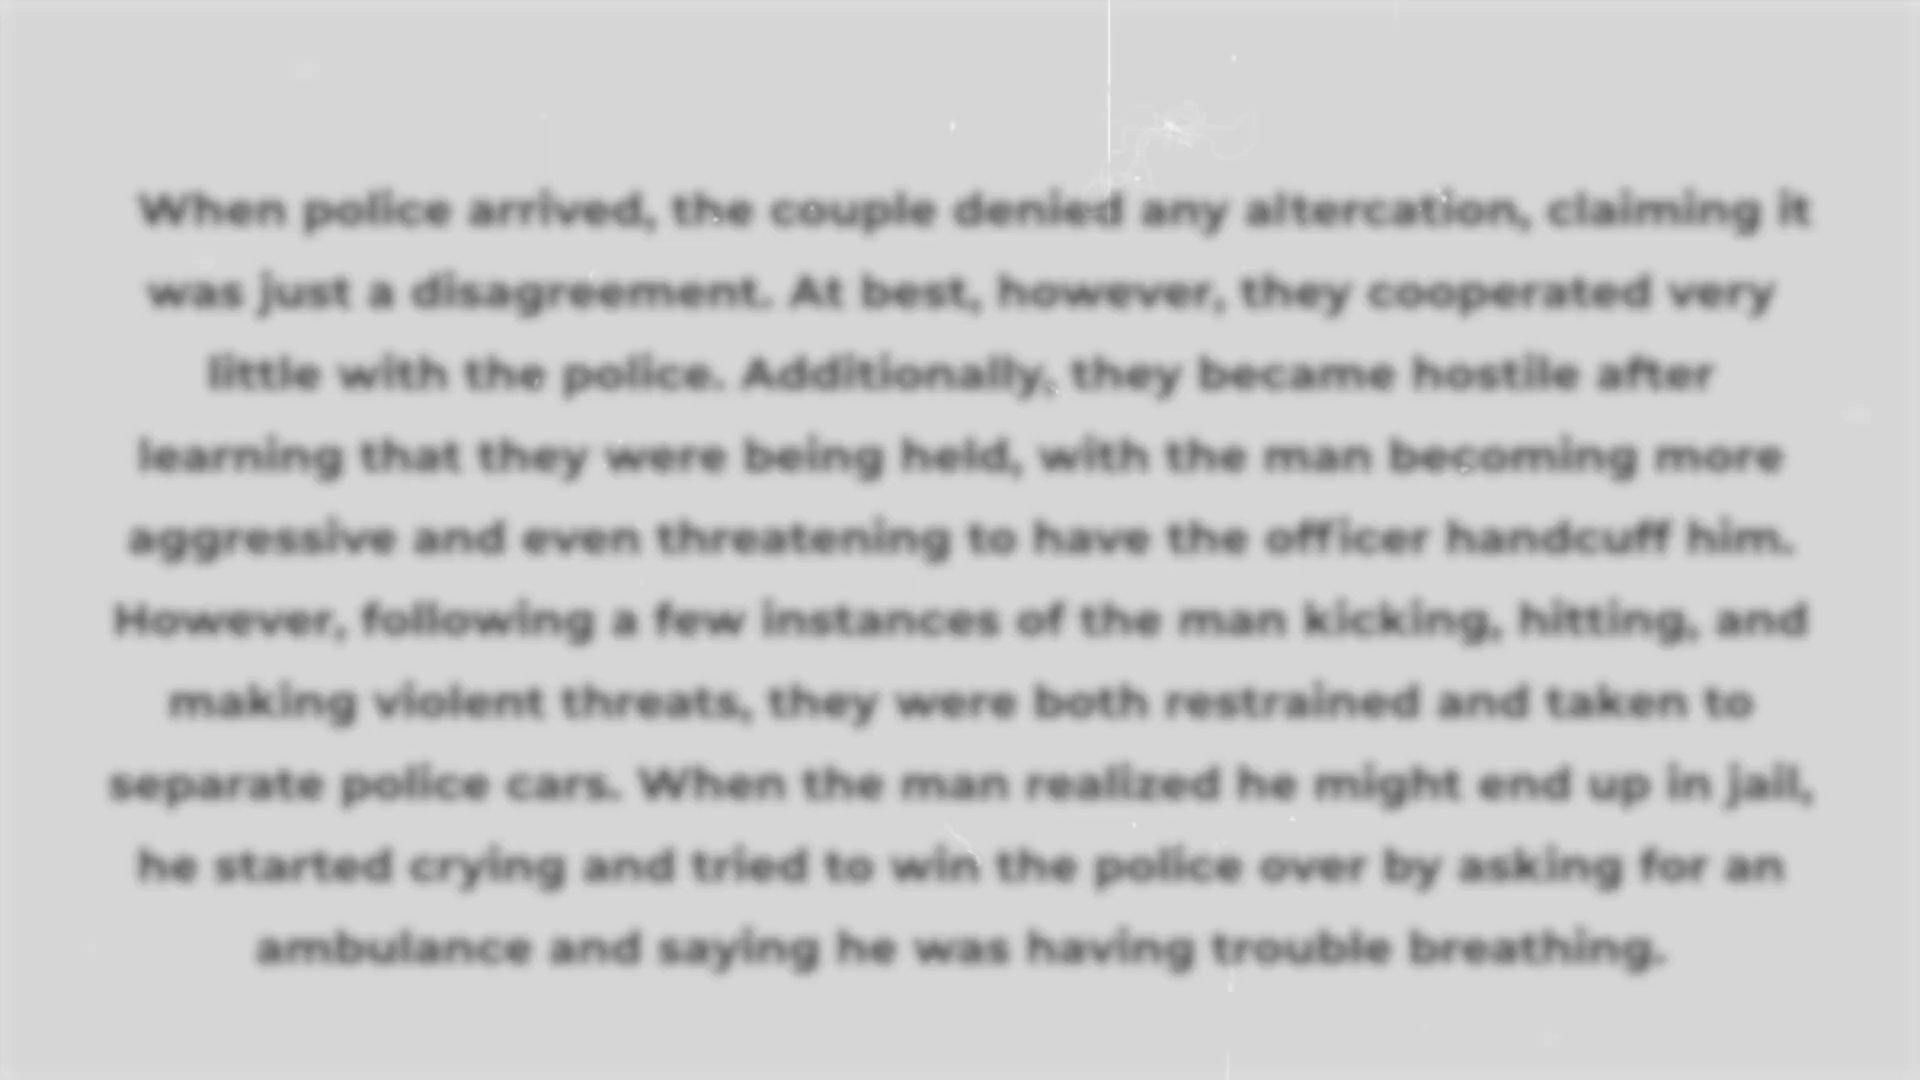 When police arrived, the couple denied any altercation, claiming it
was just a disagreement. At best, however, they cooperated very
little with the police. Additionally, they became hostile after
learning that they were being held, with the man becoming more
aggressive and even threatening to have the officer handcuff him.
However, following a few instances of the man kicking, hitting, and
making violent threats, they were both restrained and taken to
separate police cars. When the man realized he might end up in jail,
he started crying and tried to win the police over by asking for an
ambulance and saying he was having trouble breathing.